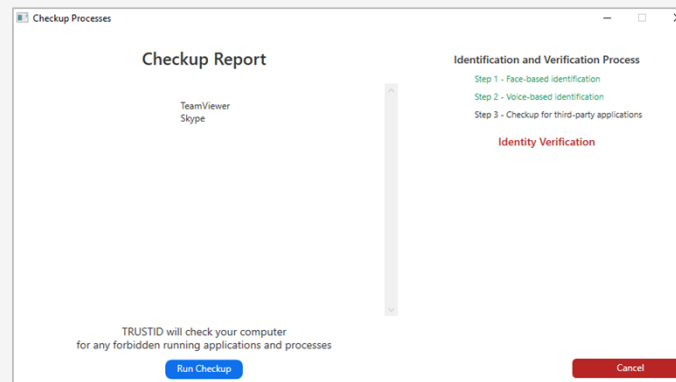 Checkup Processes
Checkup Report
TeamViewer
Skype
TRUSTID will check your computer
for any forbidden running applications and processes
Run Checkup
Identification and Verification Process
Step 1 - Face-based identification
Step 2 - Voice-based identification
Step 3 - Checkup for third-party applications
Identity Verification
Cancel